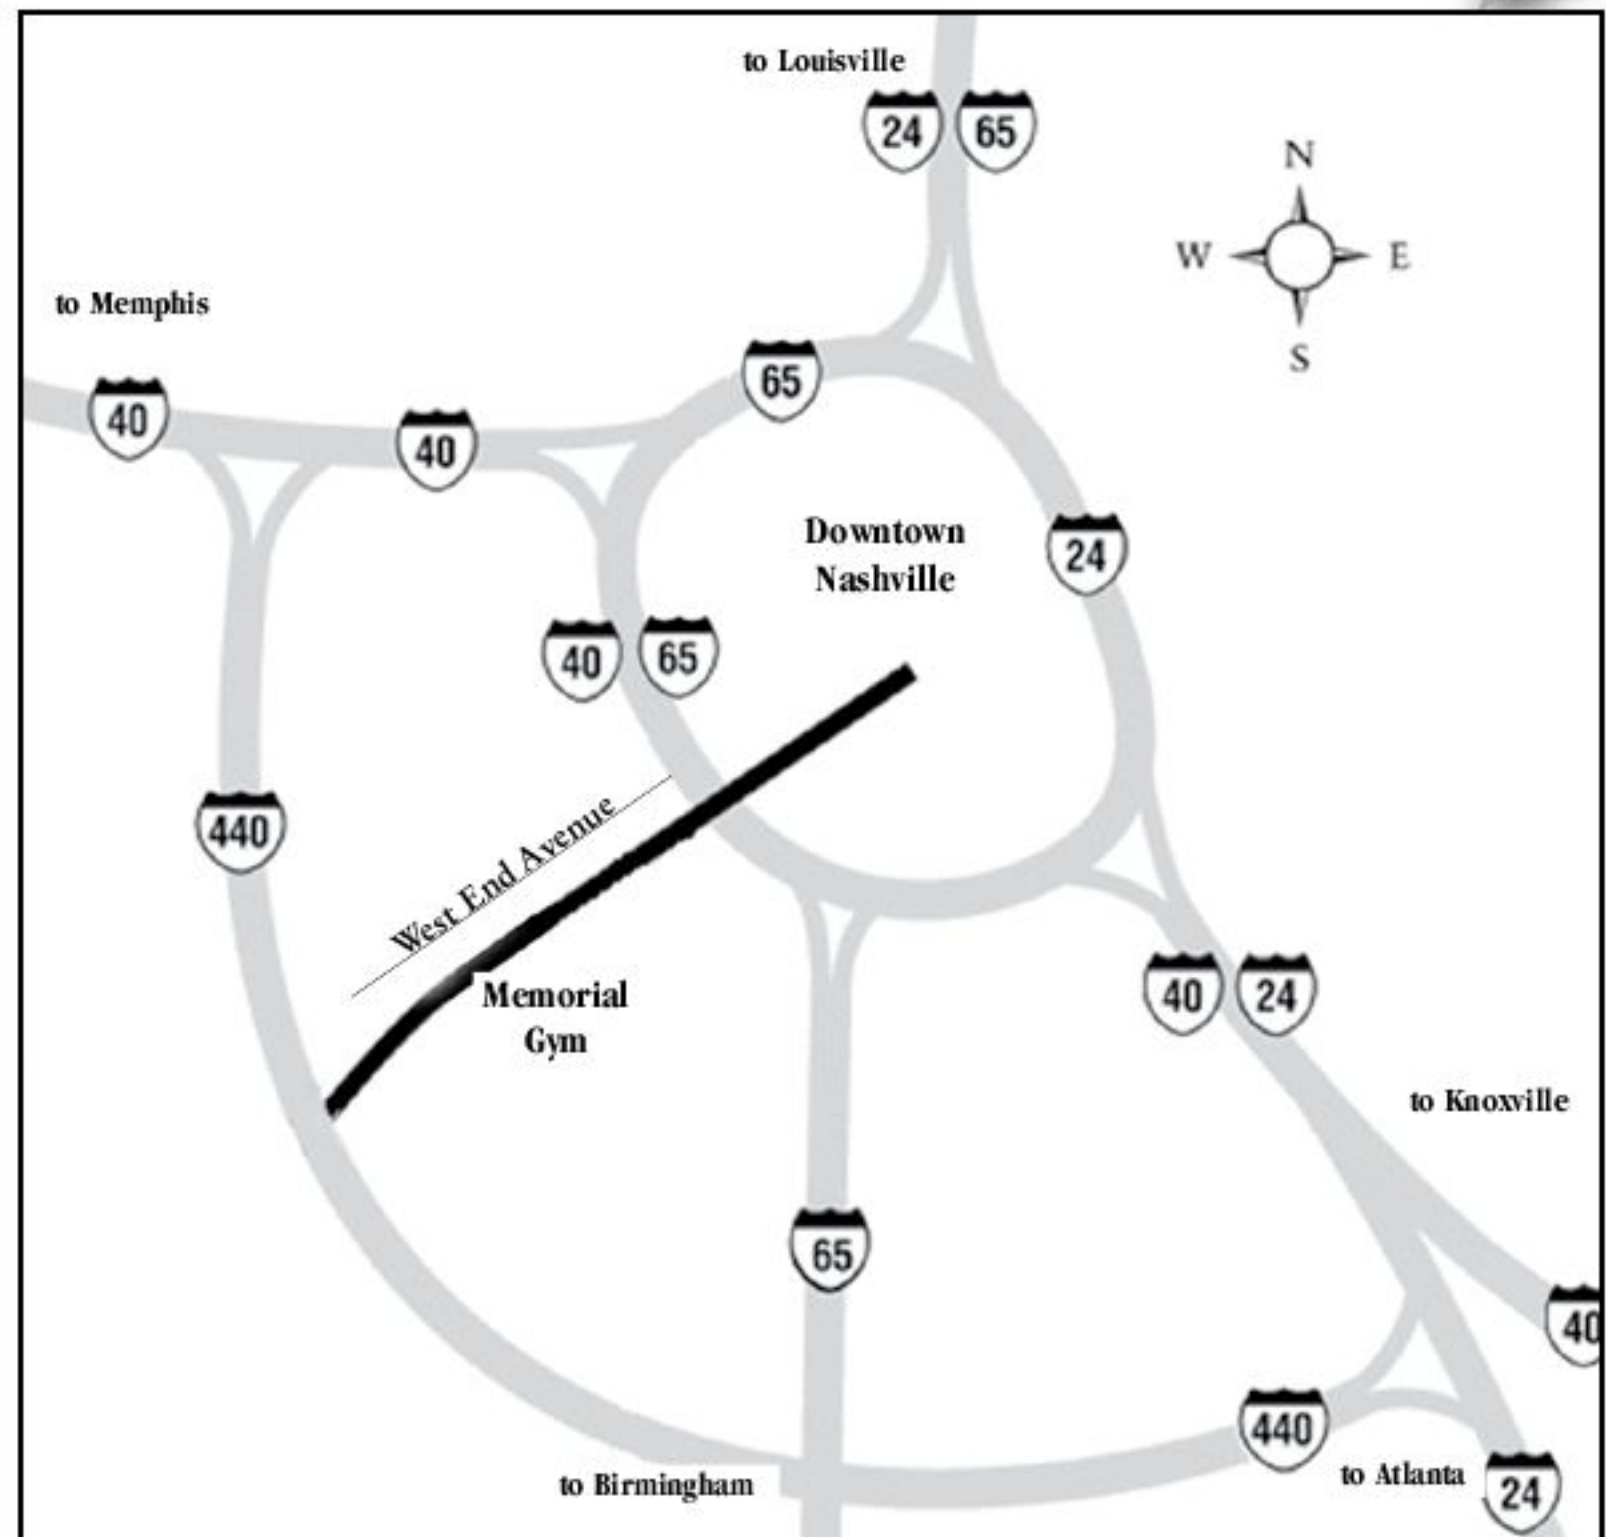 to Louisville
24 65
N
W E
S
to Memphis
65
40
40
Downtown
Nashville
24
40 65
440
West End Avenue
Memorial
Gym
40 24
to Knoxville
65
40
440
to Birmingham
to Atlanta
24